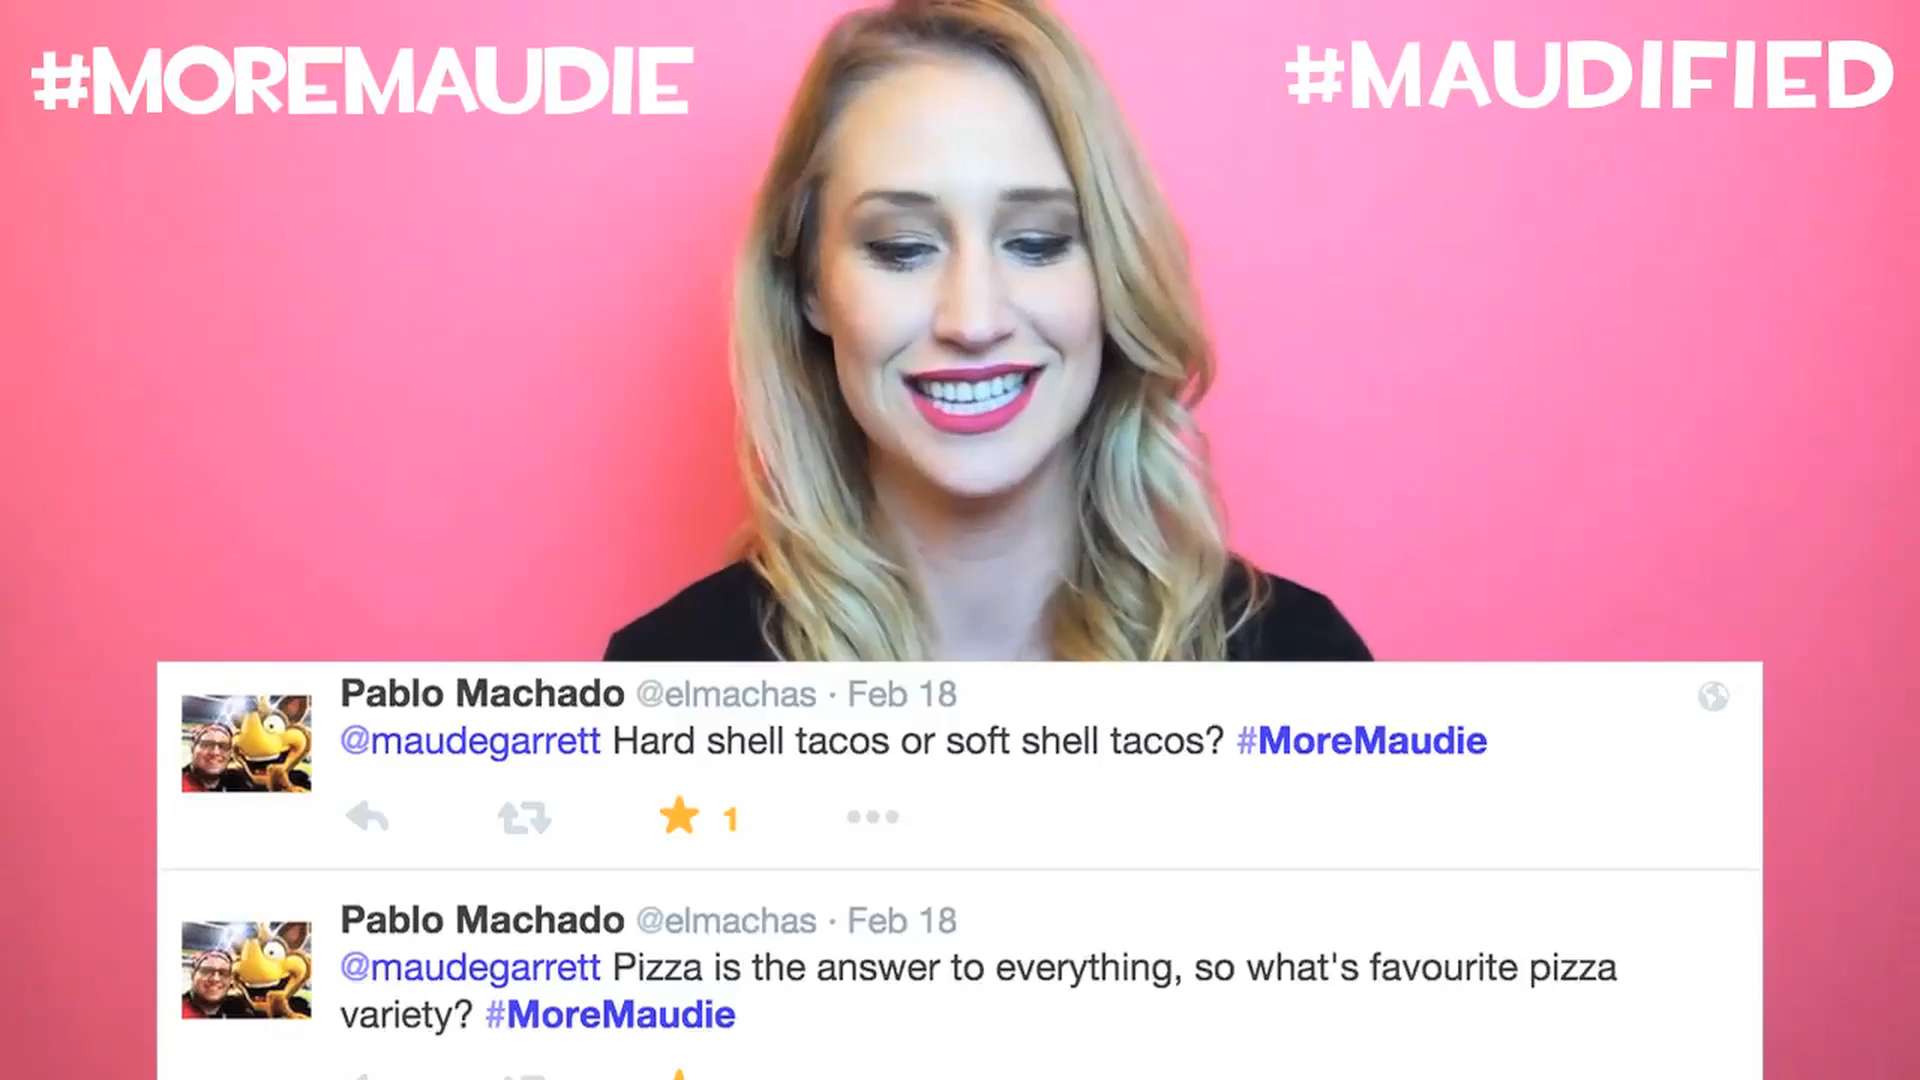 #MOREMAUDIE
#MAUDIFIED
Pablo Machado @elmachas · Feb 18
@maudegarrett Hard shell tacos or soft shell tacos? #MoreMaudie
1
Pablo Machado @elmachas · Feb 18
@maudegarrett Pizza is the answer to everything, so what's favourite pizza
variety? #MoreMaudie